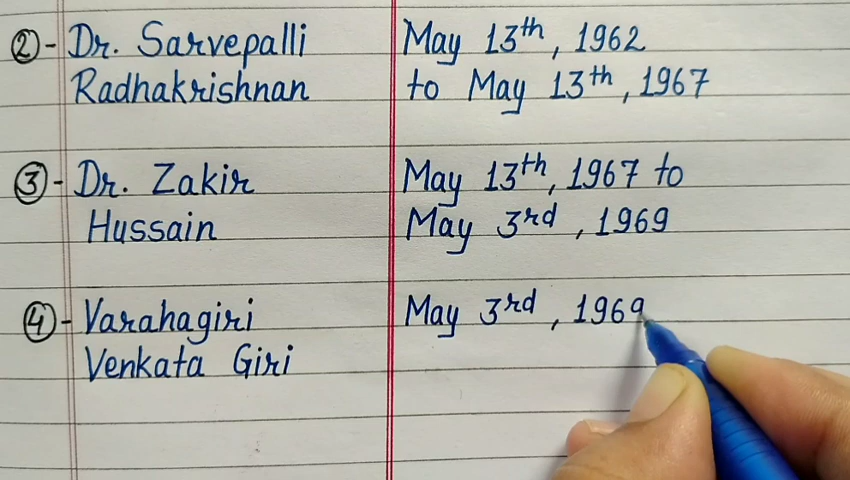 ②- Dr. Sarvepalli May 13th, 1962
Radhakrishnan to May 13th, 1967
③- Dr. Zakir May 13th, 1967 to
Hussain May 3rd, 1969
④- Varahagiri May 3rd, 1969
Venkata Giri